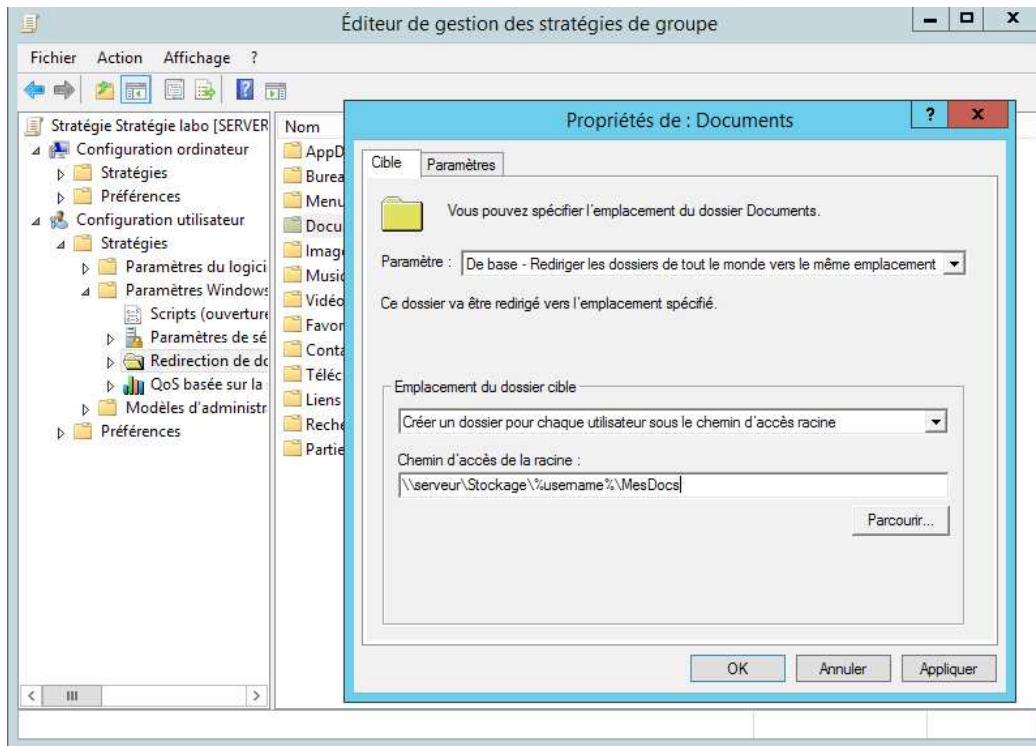 Éditeur de gestion des stratégies de groupe
Fichier Action Affichage ?
Stratégie Stratégie labo [SERVER
Configuration ordinateur
Stratégies
Préférences
Configuration utilisateur
Stratégies
Paramètres du logici
Paramètres Windows
Scripts (ouverture
Paramètres de sé
Redirection de do
QoS basée sur la
Modèles d'administr
Préférences
Nom
AppD
Burea
Menu
Docu
Imag
Music
Vidéo
Favor
Conta
Téléc
Liens
Reche
Partie
Propriétés de : Documents
Cible Paramètres
Vous pouvez spécifier l'emplacement du dossier Documents.
Paramètre : De base - Rediriger les dossiers de tout le monde vers le même emplacement
Ce dossier va être redirigé vers l'emplacement spécifié.
Emplacement du dossier cible
Créer un dossier pour chaque utilisateur sous le chemin d'accès racine
Chemin d'accès de la racine :
\\serveur\Stockage\%username%\MesDocs
Parcourir...
OK Annuler Appliquer